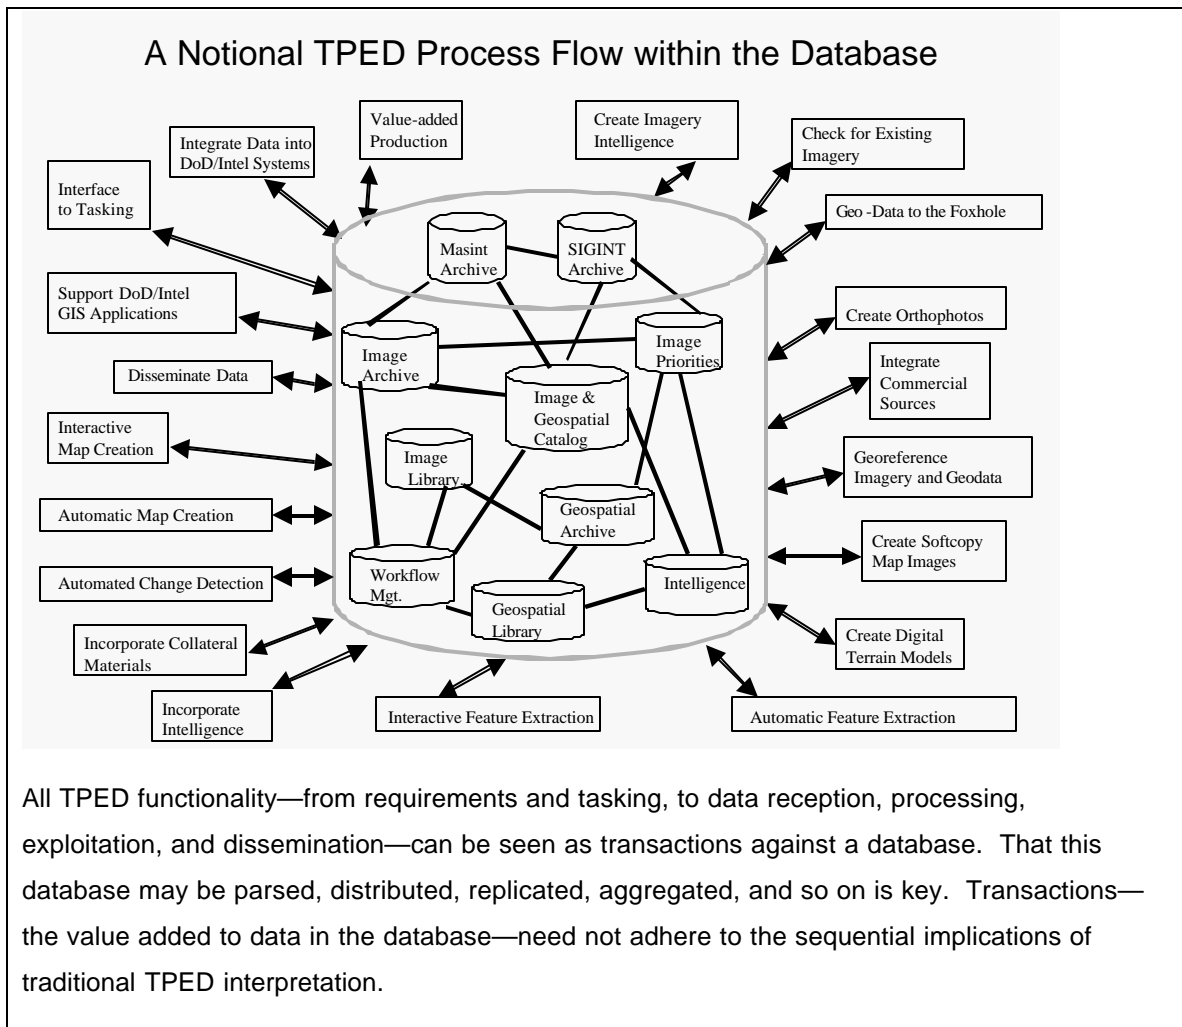 A Notional TPED Process Flow within the Database
Value-added
Production
Create Imagery
Intelligence
Check for Existing
Imagery
Integrate Data into
DoD/Intel Systems
Interface
to Tasking
Geo -Data to the Foxhole
Masint
Archive
SIGINT
Archive
Support DoD/Intel
GIS Applications
Create Orthophotos
Image
Archive
Image
Priorities
Disseminate Data
Integrate
Commercial
Sources
Image &
Geospatial
Catalog
Interactive
Map Creation
Image
Library
Georeference
Imagery and Geodata
Automatic Map Creation
Geospatial
Archive
Create Softcopy
Map Images
Automated Change Detection
Workflow
Mgt.
Intelligence
Geospatial
Library
Incorporate Collateral
Materials
Create Digital
Terrain Models
Incorporate
Intelligence
Interactive Feature Extraction
Automatic Feature Extraction
All TPED functionality—from requirements and tasking, to data reception, processing,
exploitation, and dissemination—can be seen as transactions against a database.  That this
database may be parsed, distributed, replicated, aggregated, and so on is key.  Transactions—
the value added to data in the database—need not adhere to the sequential implications of
traditional TPED interpretation.